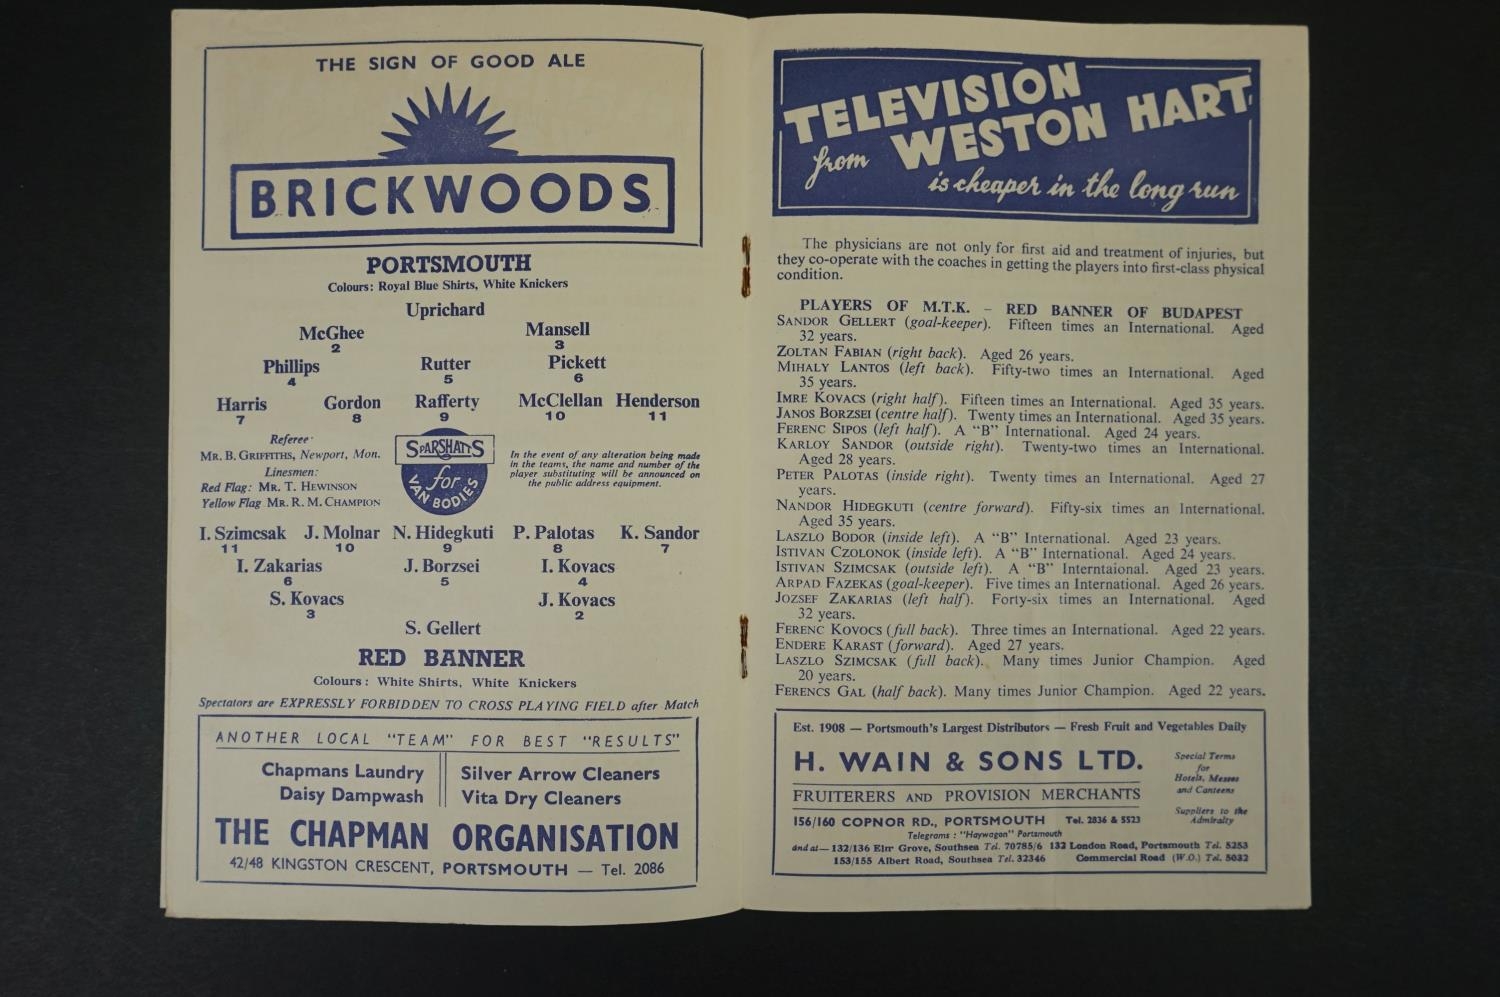 THE SIGN OF GOOD ALE
BRICKWOODS
PORTSMOUTH
Colours: Royal Blue Shirts, White Knickers
Uprichard
McGhee Mansell
2 3
Phillips Rutter Pickett
4 5 6
Harris Gordon Rafferty McClellan Henderson
7 8 9 10 11
Referee:
MR. B. GRIFFITHS, Newport, Mon.
Linesmen:
Red Flag: MR. T. HEWINSON
Yellow Flag MR. R. M. CHAMPION
SPARSHATTS
for
VAN BODIES
In the event of any alteration being made
in the teams, the name and number of the
player substituting will be announced on
the public address equipment.
I. Szimcsak J. Molnar N. Hidegkuti P. Palotas K. Sandor
11 10 9 8 7
I. Zakarias J. Borzsei I. Kovacs
6 5 4
S. Kovacs J. Kovacs
3 2
S. Gellert
RED BANNER
Colours: White Shirts, White Knickers
Spectators are EXPRESSLY FORBIDDEN TO CROSS PLAYING FIELD after Match
ANOTHER LOCAL "TEAM" FOR BEST "RESULTS"
Chapmans Laundry Silver Arrow Cleaners
Daisy Dampwash Vita Dry Cleaners
THE CHAPMAN ORGANISATION
42/48 KINGSTON CRESCENT, PORTSMOUTH — Tel. 2086
TELEVISION
from WESTON HART
is cheaper in the long run
The physicians are not only for first aid and treatment of injuries, but
they co-operate with the coaches in getting the players into first-class physical
condition.
PLAYERS OF M.T.K. – RED BANNER OF BUDAPEST
SANDOR GELLERT (goal-keeper). Fifteen times an International. Aged
32 years.
ZOLTAN FABIAN (right back). Aged 26 years.
MIHALY LANTOS (left back). Fifty-two times an International. Aged
35 years.
IMRE KOVACS (right half). Fifteen times an International. Aged 35 years.
JANOS BORZSEI (centre half). Twenty times an International. Aged 35 years.
FERENC SIPOS (left half). A "B" International. Aged 24 years.
KARLOY SANDOR (outside right). Twenty-two times an International.
Aged 28 years.
PETER PALOTAS (inside right). Twenty times an International. Aged 27
years.
NANDOR HIDEGKUTI (centre forward). Fifty-six times an International.
Aged 35 years.
LASZLO BODOR (inside left). A "B" International. Aged 23 years.
ISTIVAN CZOLONOK (inside left). A "B" International. Aged 24 years.
ISTIVAN SZIMCSAK (outside left). A "B" Interntaional. Aged 23 years.
ARPAD FAZEKAS (goal-keeper). Five times an International. Aged 26 years.
JOZSEF ZAKARIAS (left half). Forty-six times an International. Aged
32 years.
FERENC KOVOCS (full back). Three times an International. Aged 22 years.
ENDERE KARAST (forward). Aged 27 years.
LASZLO SZIMCSAK (full back). Many times Junior Champion. Aged
20 years.
FERENCS GAL (half back). Many times Junior Champion. Aged 22 years.
Est. 1908 — Portsmouth's Largest Distributors — Fresh Fruit and Vegetables Daily
H. WAIN & SONS LTD.
FRUITERERS AND PROVISION MERCHANTS
Special Terms
for
Hotels, Messes
and Canteens
Suppliers to the
Admiralty
156/160 COPNOR RD., PORTSMOUTH Tel. 2836 & 5523
Telegrams: "Haywagon" Portsmouth
and at— 132/136 Elm Grove, Southsea Tel. 70785/6 132 London Road, Portsmouth Tel. 5253
153/155 Albert Road, Southsea Tel. 32346 Commercial Road (W.O.) Tel. 5032